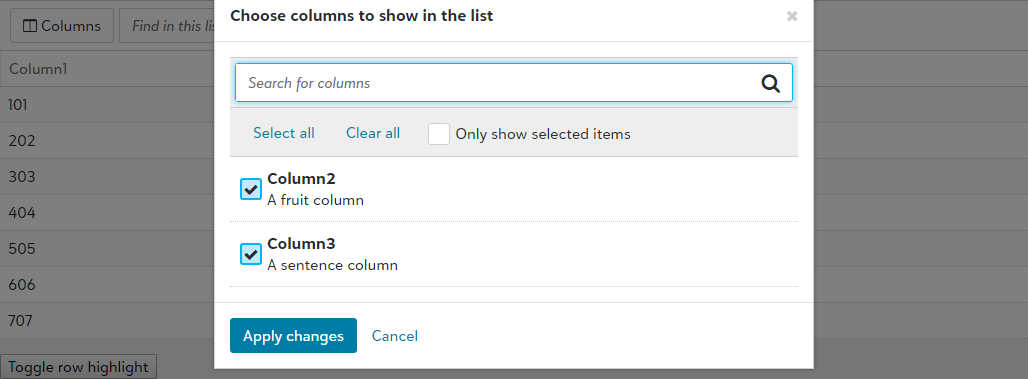 Choose columns to show in the list
Columns
Find in this li
Column1
101
202
303
404
505
606
707
Toggle row highlight
Search for columns
Select all Clear all Only show selected items
Column2
A fruit column
Column3
A sentence column
Apply changes Cancel